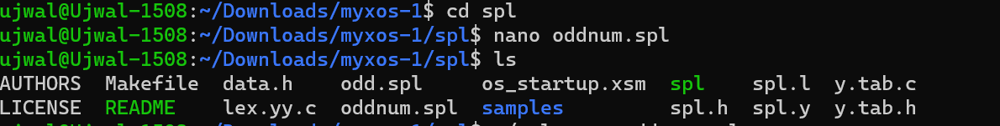 ujwal@Ujwal-1508:~/Downloads/myxos-1$ cd spl
ujwal@Ujwal-1508:~/Downloads/myxos-1/spl$ nano oddnum.spl
ujwal@Ujwal-1508:~/Downloads/myxos-1/spl$ ls
AUTHORS  Makefile  data.h    odd.spl     os_startup.xsm  spl    spl.l  y.tab.c
LICENSE  README    lex.yy.c  oddnum.spl  samples         spl.h  spl.y  y.tab.h